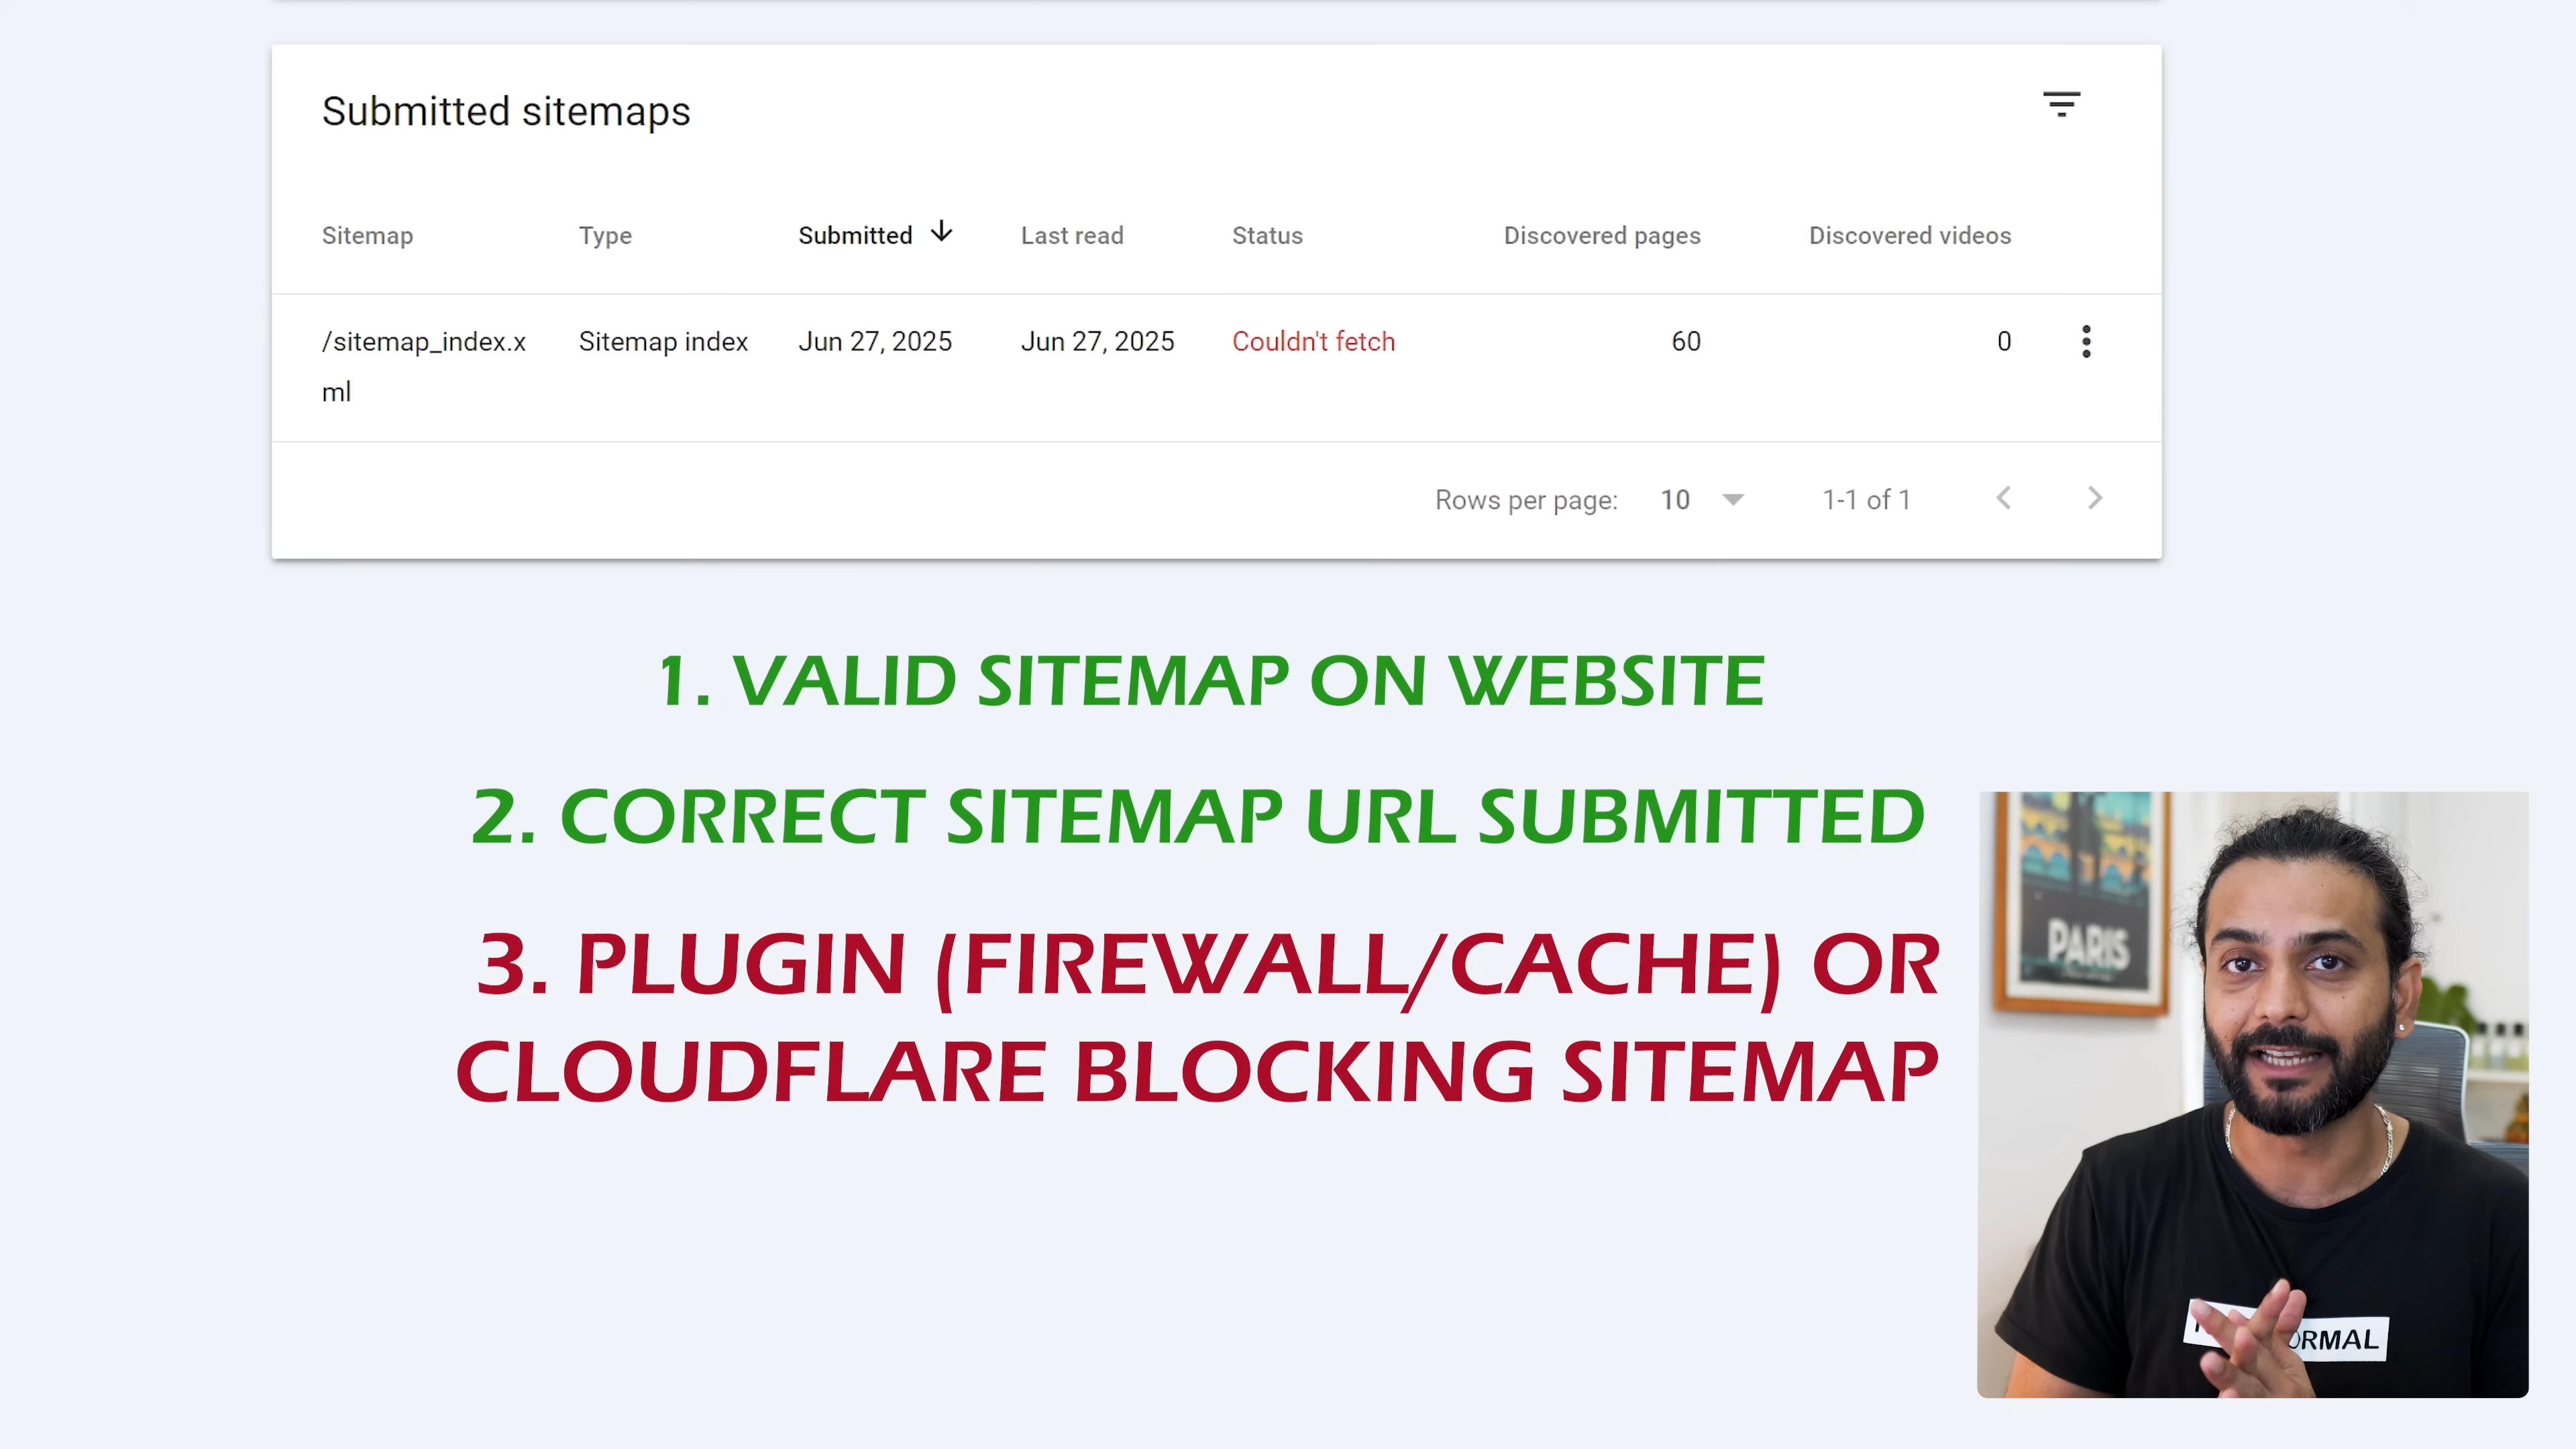 Submitted sitemaps
Sitemap Type Submitted Last read Status Discovered pages Discovered videos
/sitemap_index.x Sitemap index Jun 27, 2025 Jun 27, 2025 Couldn't fetch 60 0
ml
Rows per page: 10 1-1 of 1
1. VALID SITEMAP ON WEBSITE
2. CORRECT SITEMAP URL SUBMITTED
3. PLUGIN (FIREWALL/CACHE) OR
CLOUDFLARE BLOCKING SITEMAP
PARIS